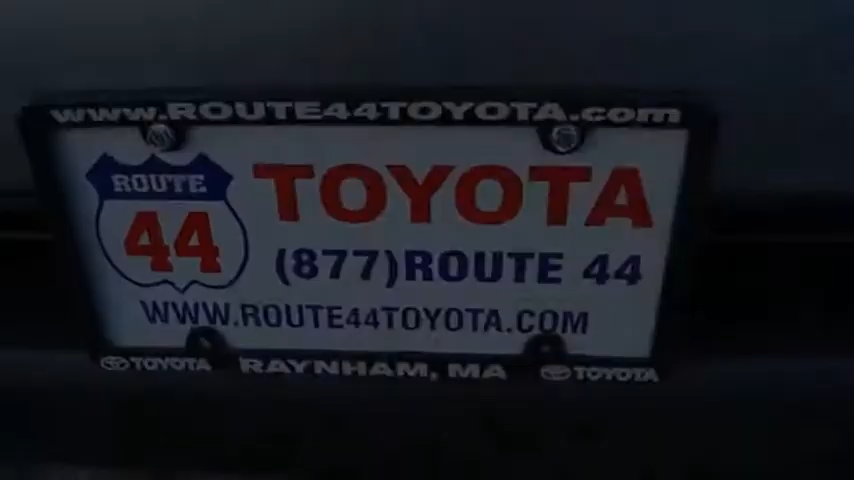 www.ROUTE44TOYOTA.com
ROUTE
44
TOYOTA
(877)ROUTE 44
WWW.ROUTE44TOYOTA.COM
TOYOTA RAYNHAM, MA TOYOTA